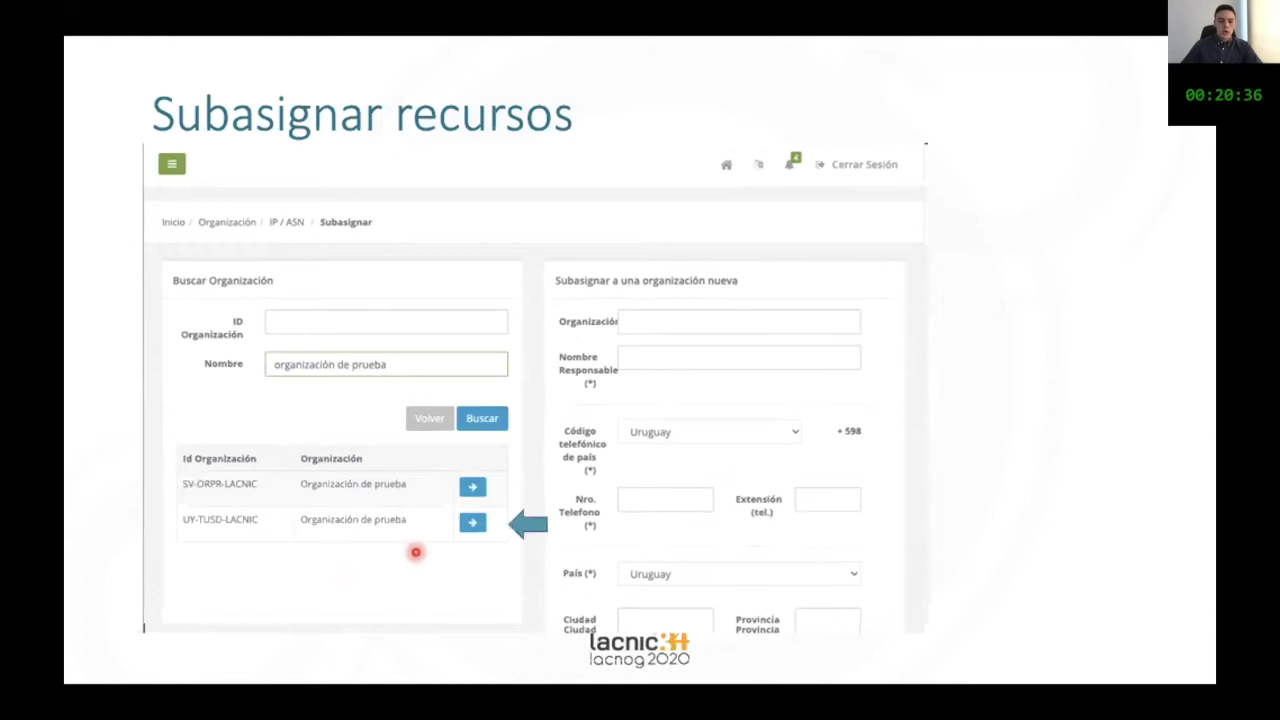 00:20:36
Subasignar recursos
4
Cerrar Sesión
Inicio / Organización / IP / ASN / Subasignar
Buscar Organización
ID
Organización
Nombre
organización de prueba
Volver
Buscar
Id Organización
Organización
SV-ORPR-LACNIC
Organización de prueba
UY-TUSD-LACNIC
Organización de prueba
Subasignar a una organización nueva
Organización
Nombre
Responsable
(*)
Código
telefónico
de país
(*)
Uruguay
+ 598
Nro.
Telefono
(*)
Extensión
(tel.)
País (*)
Uruguay
Ciudad
Ciudad
Provincia
Provincia
lacnic34
lacnog2020